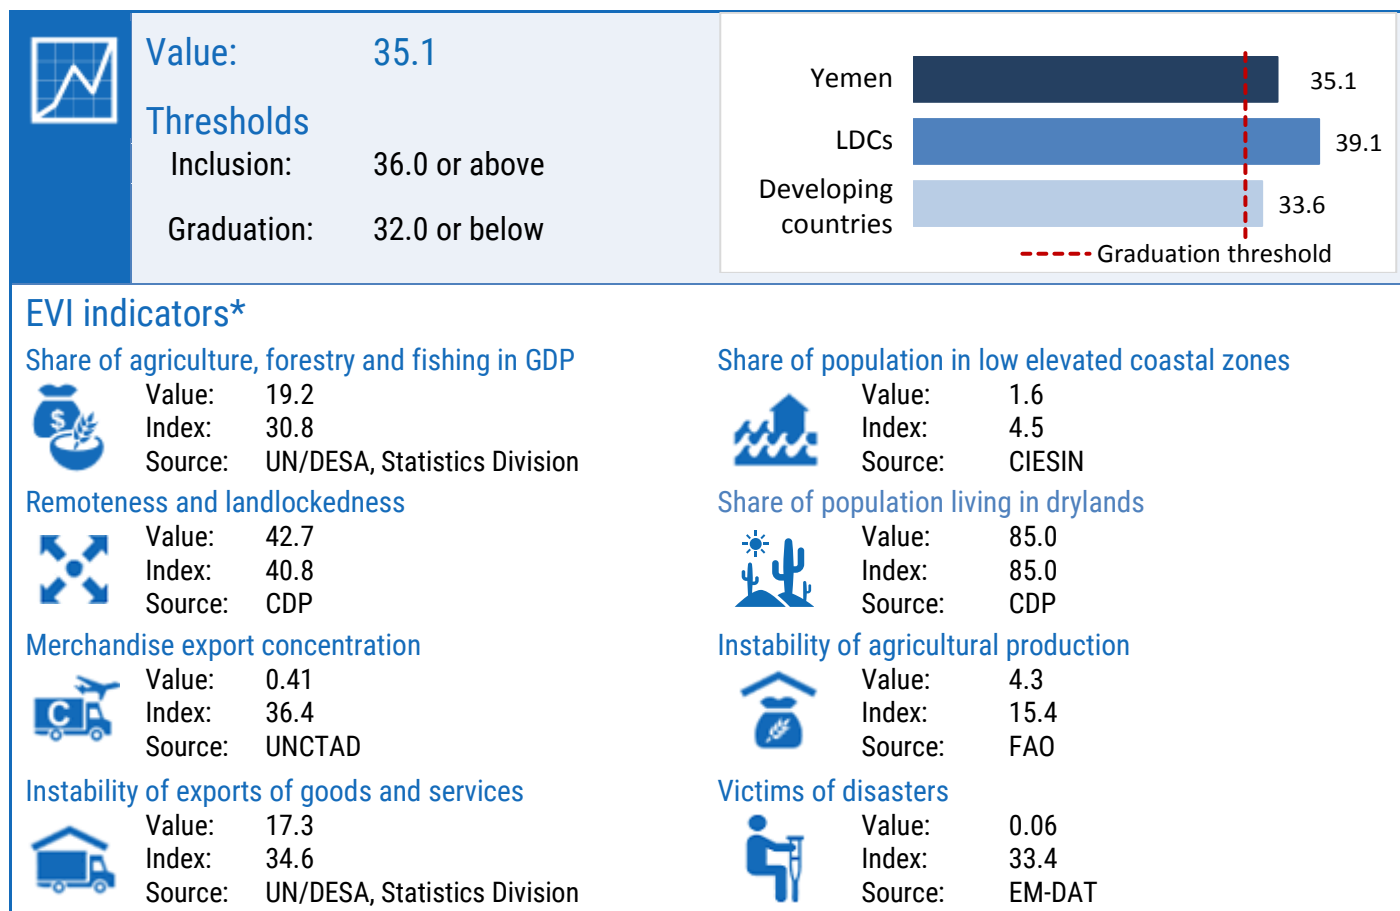 Value: 35.1
Thresholds
Inclusion: 36.0 or above
Graduation: 32.0 or below
Yemen 35.1
LDCs 39.1
Developing
countries 33.6
Graduation threshold
EVI indicators*
Share of agriculture, forestry and fishing in GDP
$
Value: 19.2
Index: 30.8
Source: UN/DESA, Statistics Division
Remoteness and landlockedness
Value: 42.7
Index: 40.8
Source: CDP
Merchandise export concentration
C
Value: 0.41
Index: 36.4
Source: UNCTAD
Instability of exports of goods and services
Value: 17.3
Index: 34.6
Source: UN/DESA, Statistics Division
Share of population in low elevated coastal zones
Value: 1.6
Index: 4.5
Source: CIESIN
Share of population living in drylands
Value: 85.0
Index: 85.0
Source: CDP
Instability of agricultural production
Value: 4.3
Index: 15.4
Source: FAO
Victims of disasters
Value: 0.06
Index: 33.4
Source: EM-DAT